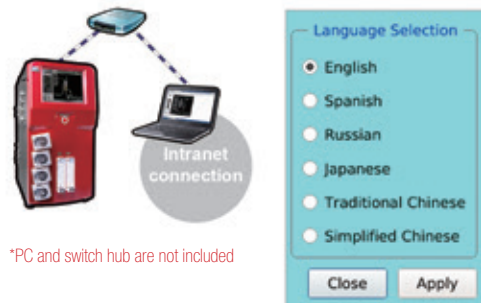 Intranet
connection
*PC and switch hub are not included
Language Selection
English
Spanish
Russian
Japanese
Traditional Chinese
Simplified Chinese
Close
Apply